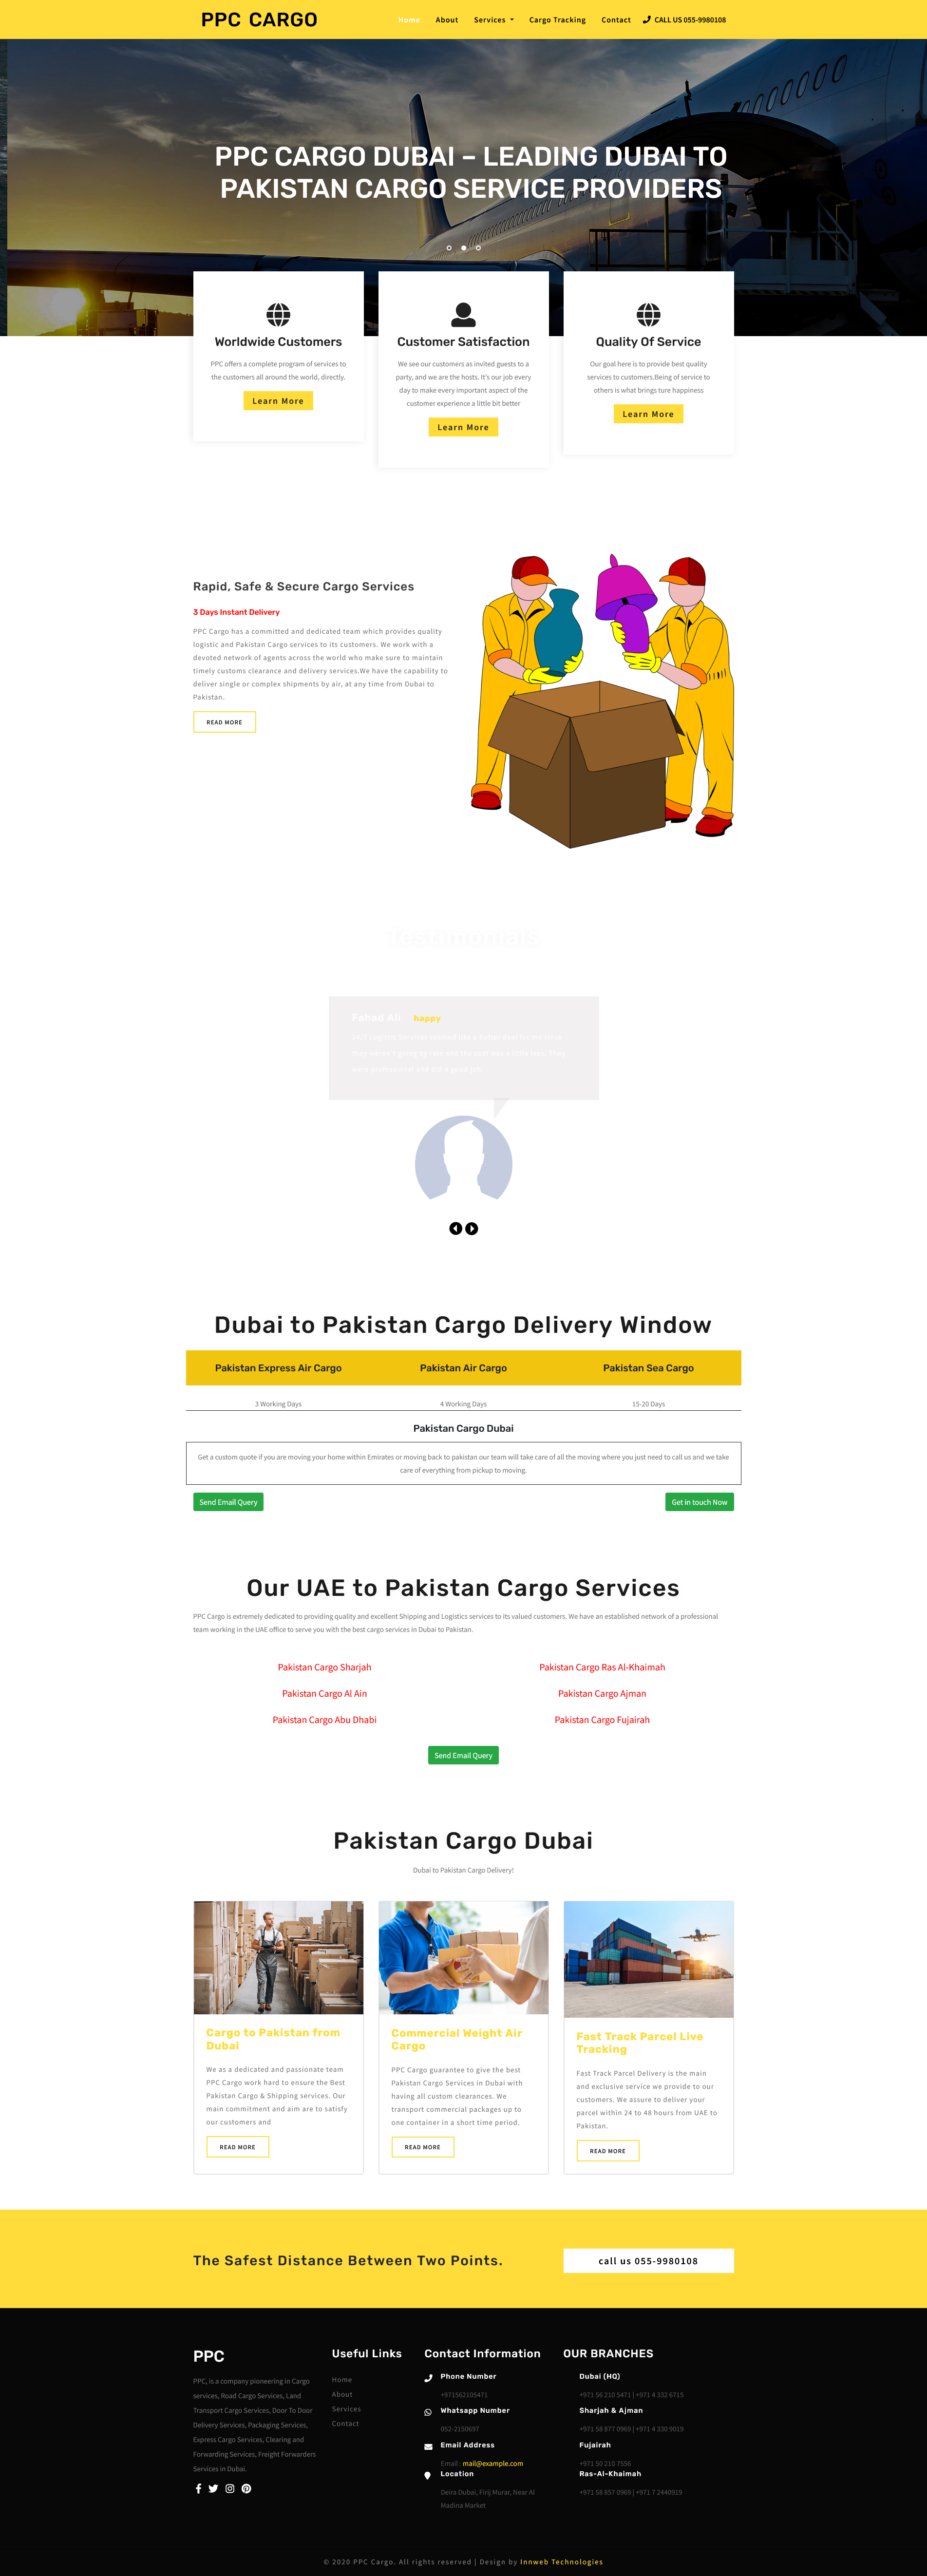 PPC CARGO
Home
About
Services
Cargo Tracking
Contact
CALL US 055-9980108
PPC CARGO DUBAI – LEADING DUBAI TO
PAKISTAN CARGO SERVICE PROVIDERS
Worldwide Customers
PPC offers a complete program of services to
the customers all around the world, directly.
Learn More
Customer Satisfaction
We see our customers as invited guests to a
party, and we are the hosts. It's our job every
day to make every important aspect of the
customer experience a little bit better
Learn More
Quality Of Service
Our goal here is to provide best quality
services to customers.Being of service to
others is what brings ture happiness
Learn More
Rapid, Safe & Secure Cargo Services
3 Days Instant Delivery
PPC Cargo has a committed and dedicated team which provides quality
logistic and Pakistan Cargo services to its customers. We work with a
devoted network of agents across the world who make sure to maintain
timely customs clearance and delivery services.We have the capability to
deliver single or complex shipments by air, at any time from Dubai to
Pakistan.
READ MORE
Testimonials
Fahad Ali happy
Dubai to Pakistan Cargo Delivery Window
Pakistan Express Air Cargo
Pakistan Air Cargo
Pakistan Sea Cargo
3 Working Days
4 Working Days
15-20 Days
Pakistan Cargo Dubai
Get a custom quote if you are moving your home within Emirates or moving back to pakistan our team will take care of all the moving where you just need to call us and we take
care of everything from pickup to moving.
Send Email Query
Get in touch Now
Our UAE to Pakistan Cargo Services
PPC Cargo is extremely dedicated to providing quality and excellent Shipping and Logistics services to its valued customers. We have an established network of a professional
team working in the UAE office to serve you with the best cargo services in Dubai to Pakistan.
Pakistan Cargo Sharjah
Pakistan Cargo Ras Al-Khaimah
Pakistan Cargo Al Ain
Pakistan Cargo Ajman
Pakistan Cargo Abu Dhabi
Pakistan Cargo Fujairah
Send Email Query
Pakistan Cargo Dubai
Dubai to Pakistan Cargo Delivery!
Cargo to Pakistan from
Dubai
We as a dedicated and passionate team
PPC Cargo work hard to ensure the Best
Pakistan Cargo & Shipping services. Our
main commitment and aim are to satisfy
our customers and
READ MORE
Commercial Weight Air
Cargo
PPC Cargo guarantee to give the best
Pakistan Cargo Services in Dubai with
having all custom clearances. We
transport commercial packages up to
one container in a short time period.
READ MORE
Fast Track Parcel Live
Tracking
Fast Track Parcel Delivery is the main
and exclusive service we provide to our
customers. We assure to deliver your
parcel within 24 to 48 hours from UAE to
Pakistan.
READ MORE
The Safest Distance Between Two Points.
call us 055-9980108
PPC
PPC, is a company pioneering in Cargo
services, Road Cargo Services, Land
Transport Cargo Services, Door To Door
Delivery Services, Packaging Services,
Express Cargo Services, Clearing and
Forwarding Services, Freight Forwarders
Services in Dubai.
Useful Links
Home
About
Services
Contact
Contact Information
Phone Number
+971562105471
Whatsapp Number
052-2150697
Email Address
Email : mail@example.com
Location
Deira Dubai, Firij Murar, Near Al
Madina Market
OUR BRANCHES
Dubai (HQ)
+971 56 210 5471 | +971 4 332 6715
Sharjah & Ajman
+971 58 877 0969 | +971 4 330 9019
Fujairah
+971 50 210 7556
Ras-Al-Khaimah
+971 58 857 0969 | +971 7 2440919
© 2020 PPC Cargo. All rights reserved | Design by Innweb Technologies